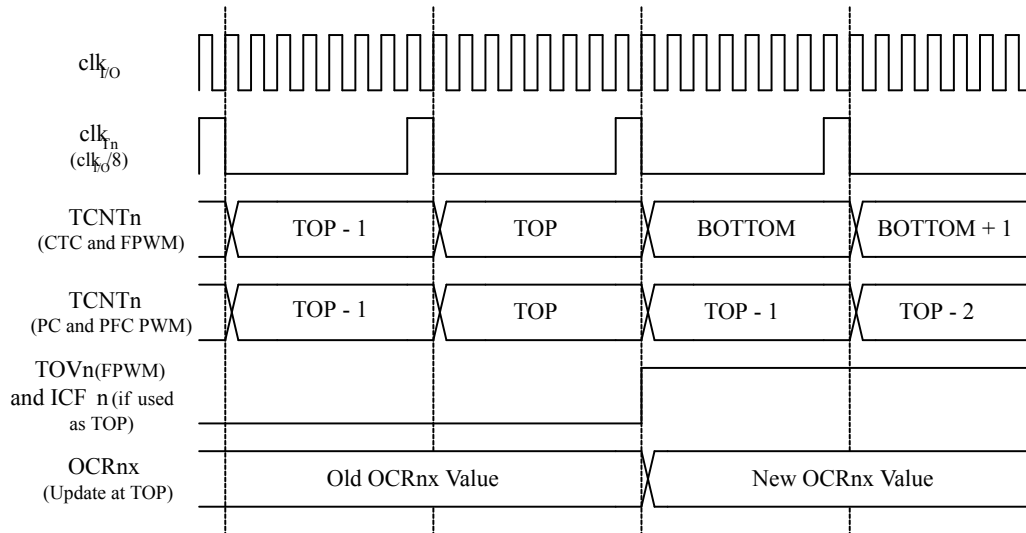 clkI/O
clkTn
(clkI/O/8)
TCNTn
(CTC and FPWM)
TOP - 1
TOP
BOTTOM
BOTTOM + 1
TCNTn
(PC and PFC PWM)
TOP - 1
TOP
TOP - 1
TOP - 2
TOVn(FPWM)
and ICF n (if used
as TOP)
OCRnx
(Update at TOP)
Old OCRnx Value
New OCRnx Value